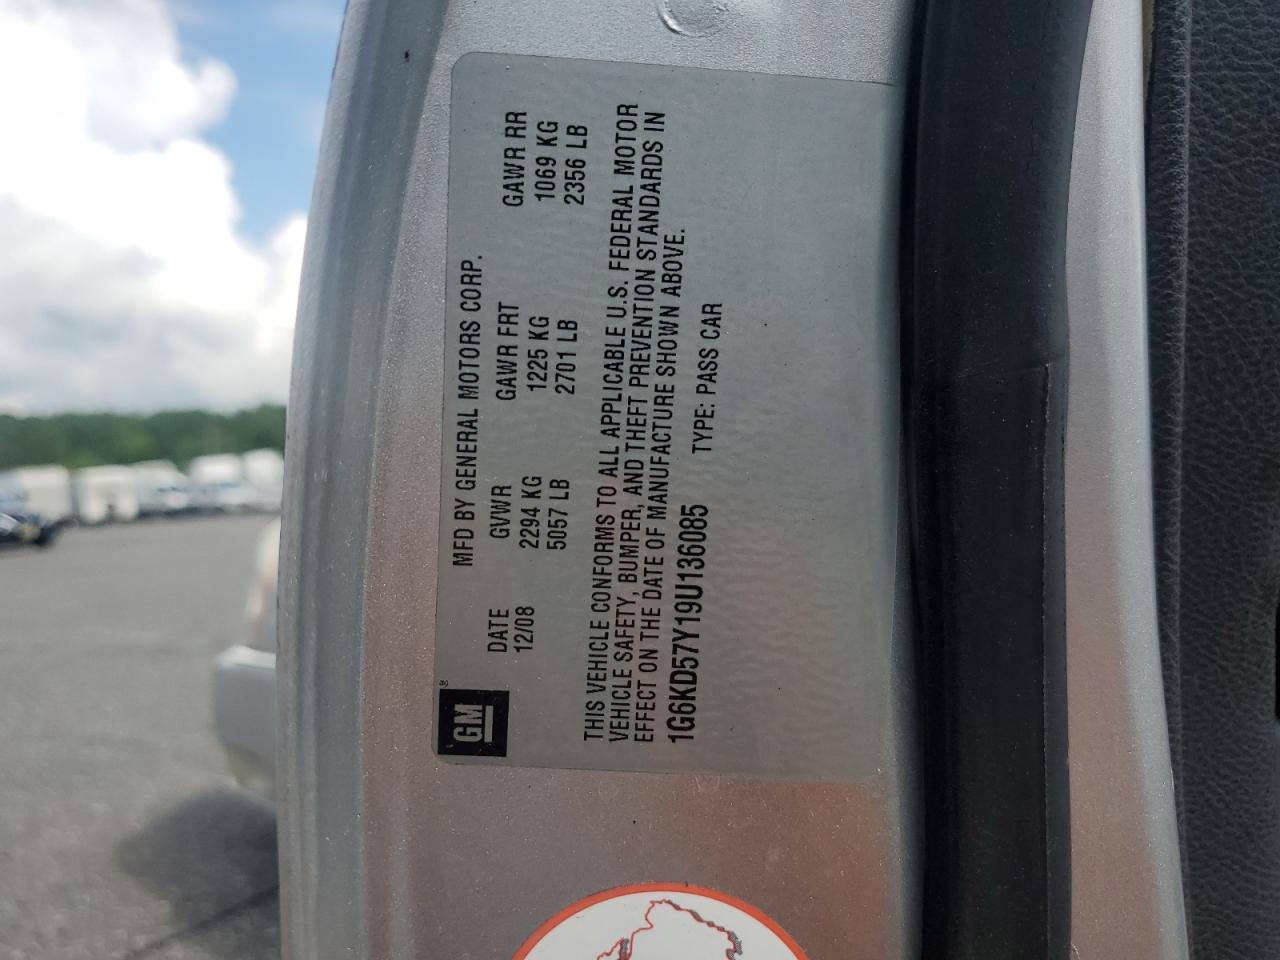 GM
MFD BY GENERAL MOTORS CORP.
DATE GVWR GAWR FRT GAWR RR
12/08 2294 KG 1225 KG 1069 KG
5057 LB 2701 LB 2356 LB
THIS VEHICLE CONFORMS TO ALL APPLICABLE U.S. FEDERAL MOTOR
VEHICLE SAFETY, BUMPER, AND THEFT PREVENTION STANDARDS IN
EFFECT ON THE DATE OF MANUFACTURE SHOWN ABOVE.
1G6KD57Y19U136085 TYPE: PASS CAR